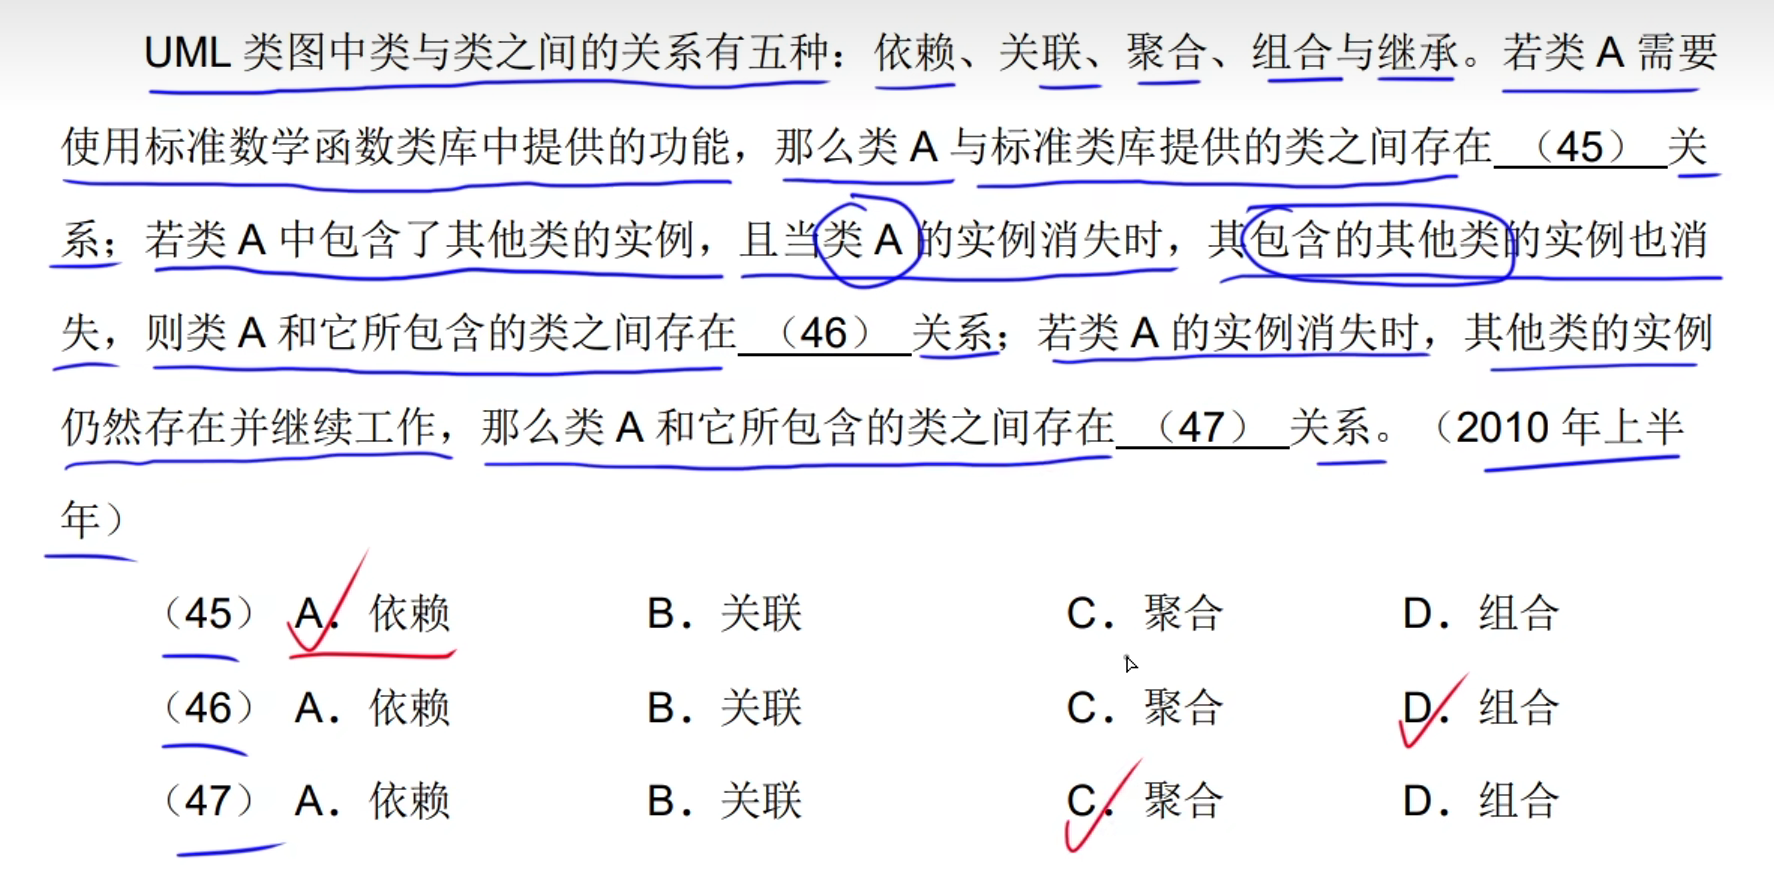 UML 类图中类与类之间的关系有五种：依赖、关联、聚合、组合与继承。若类 A 需要
使用标准数学函数类库中提供的功能，那么类 A 与标准类库提供的类之间存在 （45） 关
系；若类 A 中包含了其他类的实例，且当类 A 的实例消失时，其包含的其他类的实例也消
失，则类 A 和它所包含的类之间存在 （46） 关系；若类 A 的实例消失时，其他类的实例
仍然存在并继续工作，那么类 A 和它所包含的类之间存在 （47） 关系。（2010 年上半
年）
（45） A．依赖 B．关联 C．聚合 D．组合
（46） A．依赖 B．关联 C．聚合 D．组合
（47） A．依赖 B．关联 C．聚合 D．组合